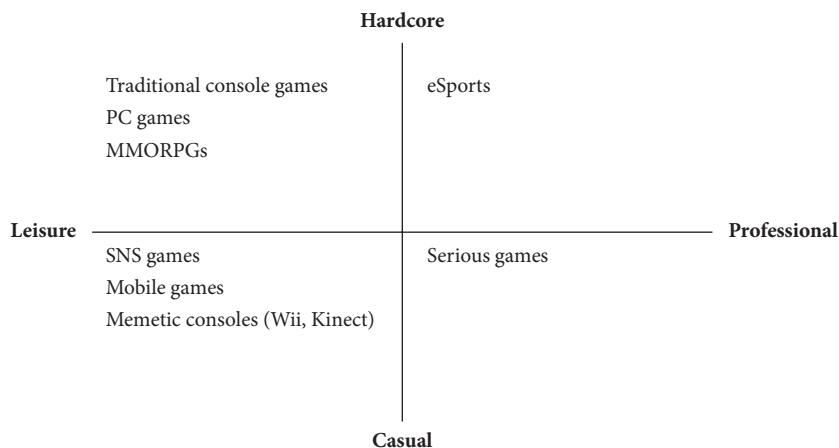 Hardcore
Traditional console games
PC games
MMORPGs
eSports
Leisure
Professional
SNS games
Mobile games
Memetic consoles (Wii, Kinect)
Serious games
Casual